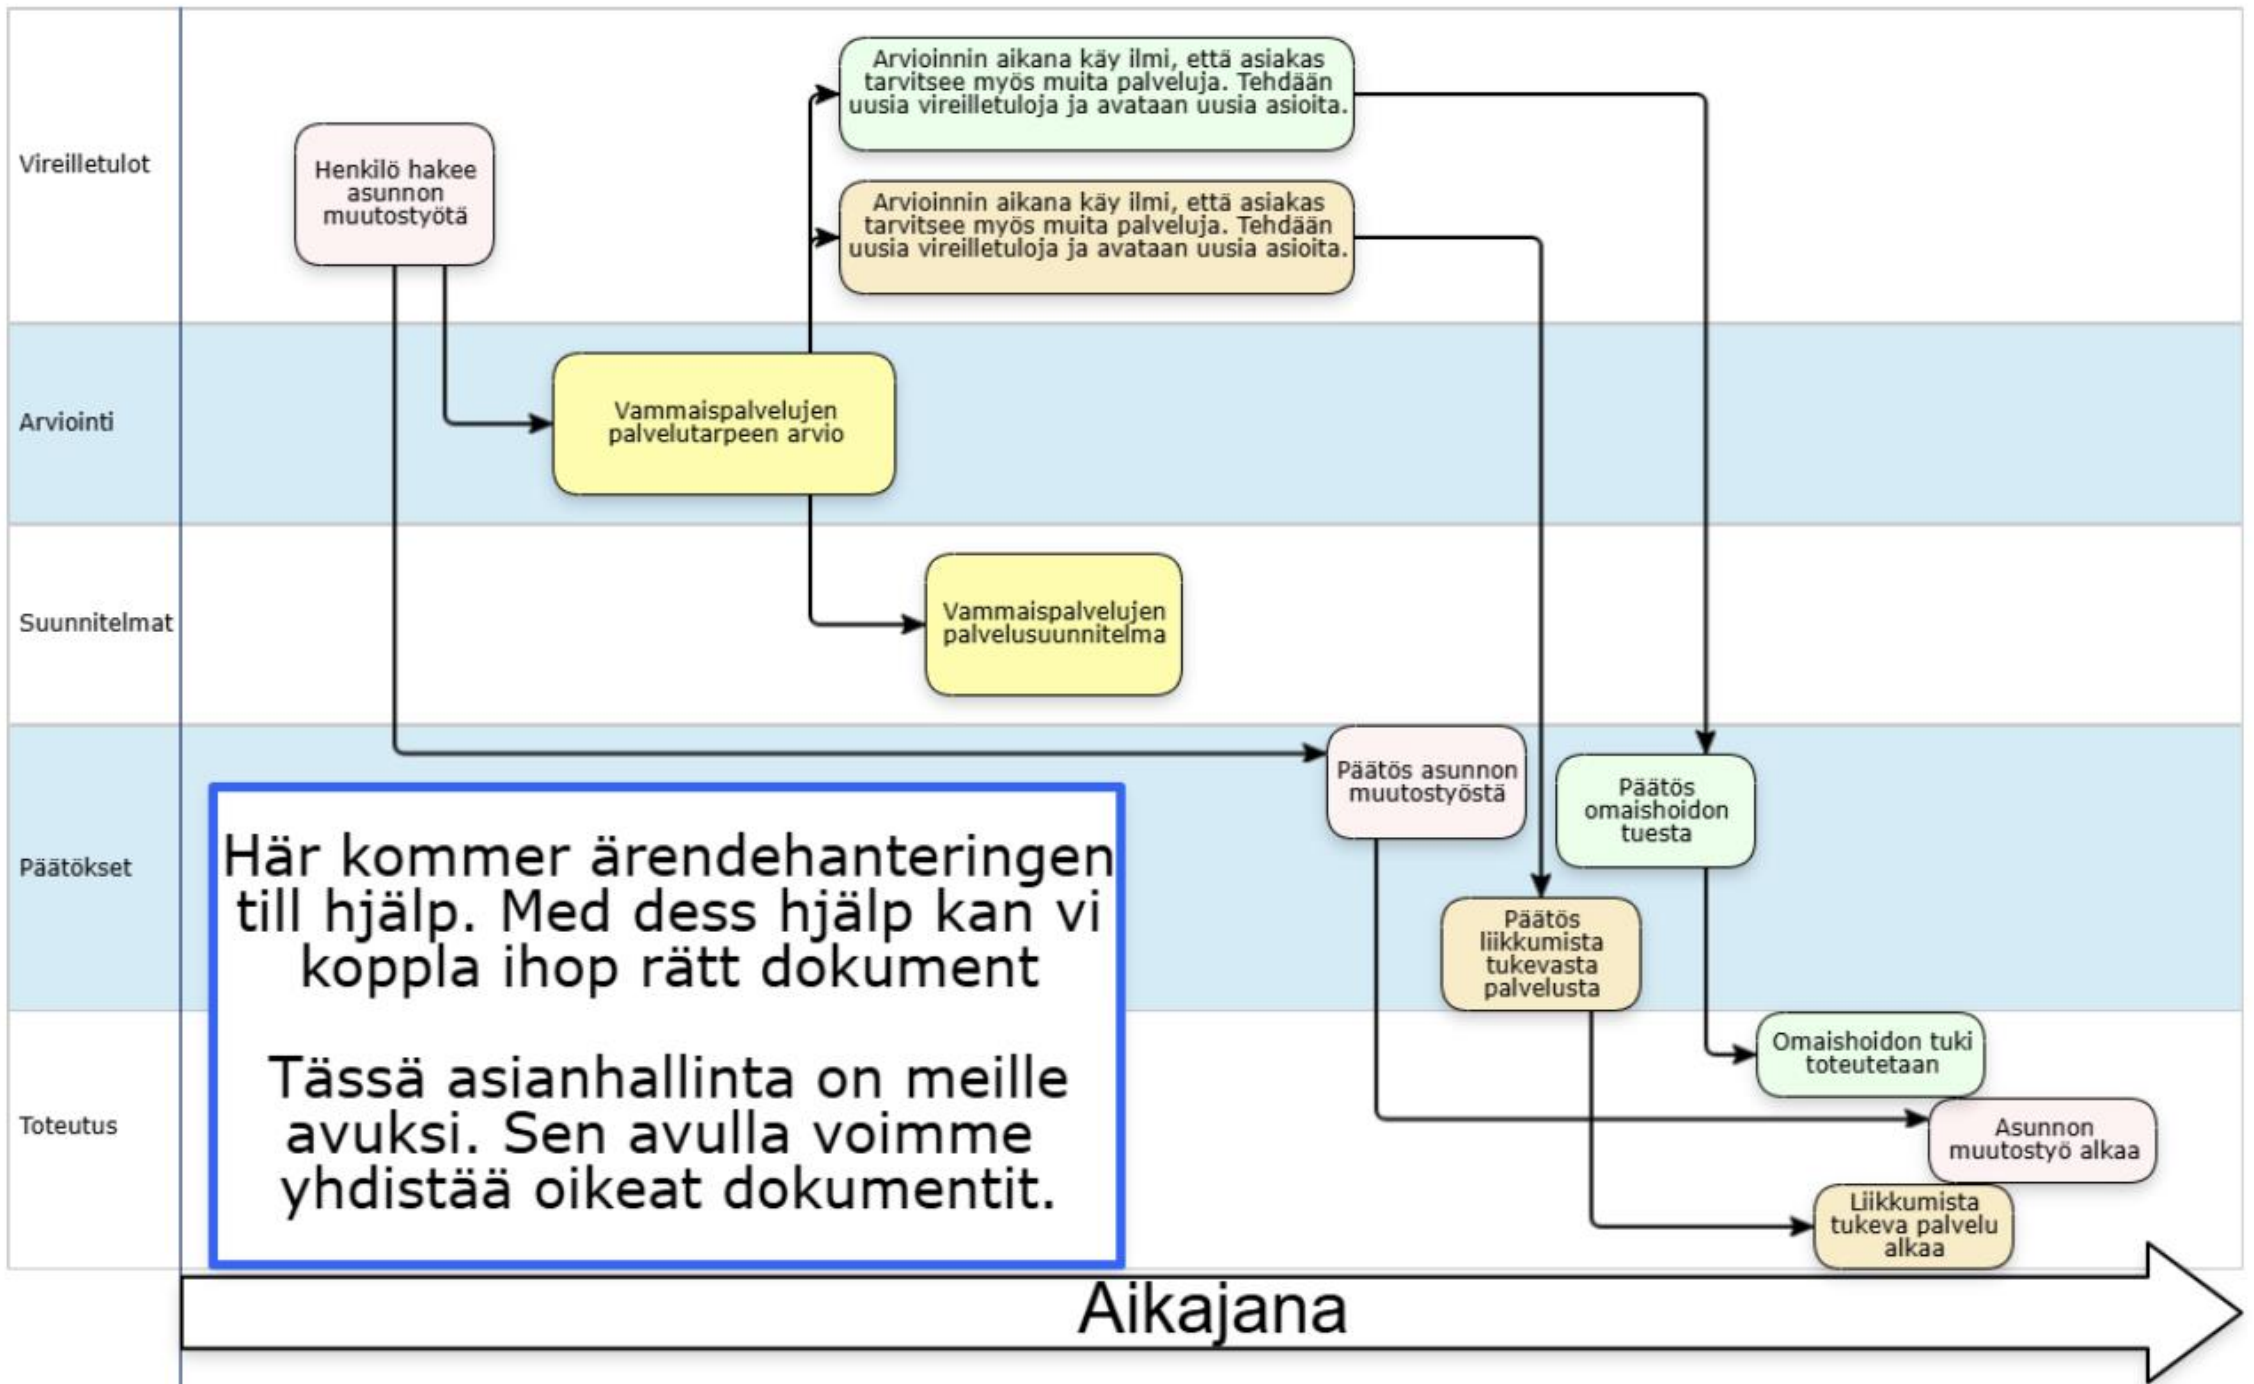 Vireilletulot
Henkilö hakee
asunnon
muutostyötä
Arvioinnin aikana käy ilmi, että asiakas
tarvitsee myös muita palveluja. Tehdään
uusia vireilletuloja ja avataan uusia asioita.
Arvioinnin aikana käy ilmi, että asiakas
tarvitsee myös muita palveluja. Tehdään
uusia vireilletuloja ja avataan uusia asioita.
Arviointi
Vammaispalvelujen
palvelutarpeen arvio
Suunnitelmat
Vammaispalvelujen
palvelusuunnitelma
Päätökset
Päätös asunnon
muutostyöstä
Päätös
omaishoidon
tuesta
Päätös
liikkumista
tukevasta
palvelusta
Här kommer ärendehanteringen
till hjälp. Med dess hjälp kan vi
koppla ihop rätt dokument
Tässä asianhallinta on meille
avuksi. Sen avulla voimme
yhdistää oikeat dokumentit.
Toteutus
Omaishoidon tuki
toteutetaan
Asunnon
muutostyö alkaa
Liikkumista
tukeva palvelu
alkaa
Aikajana